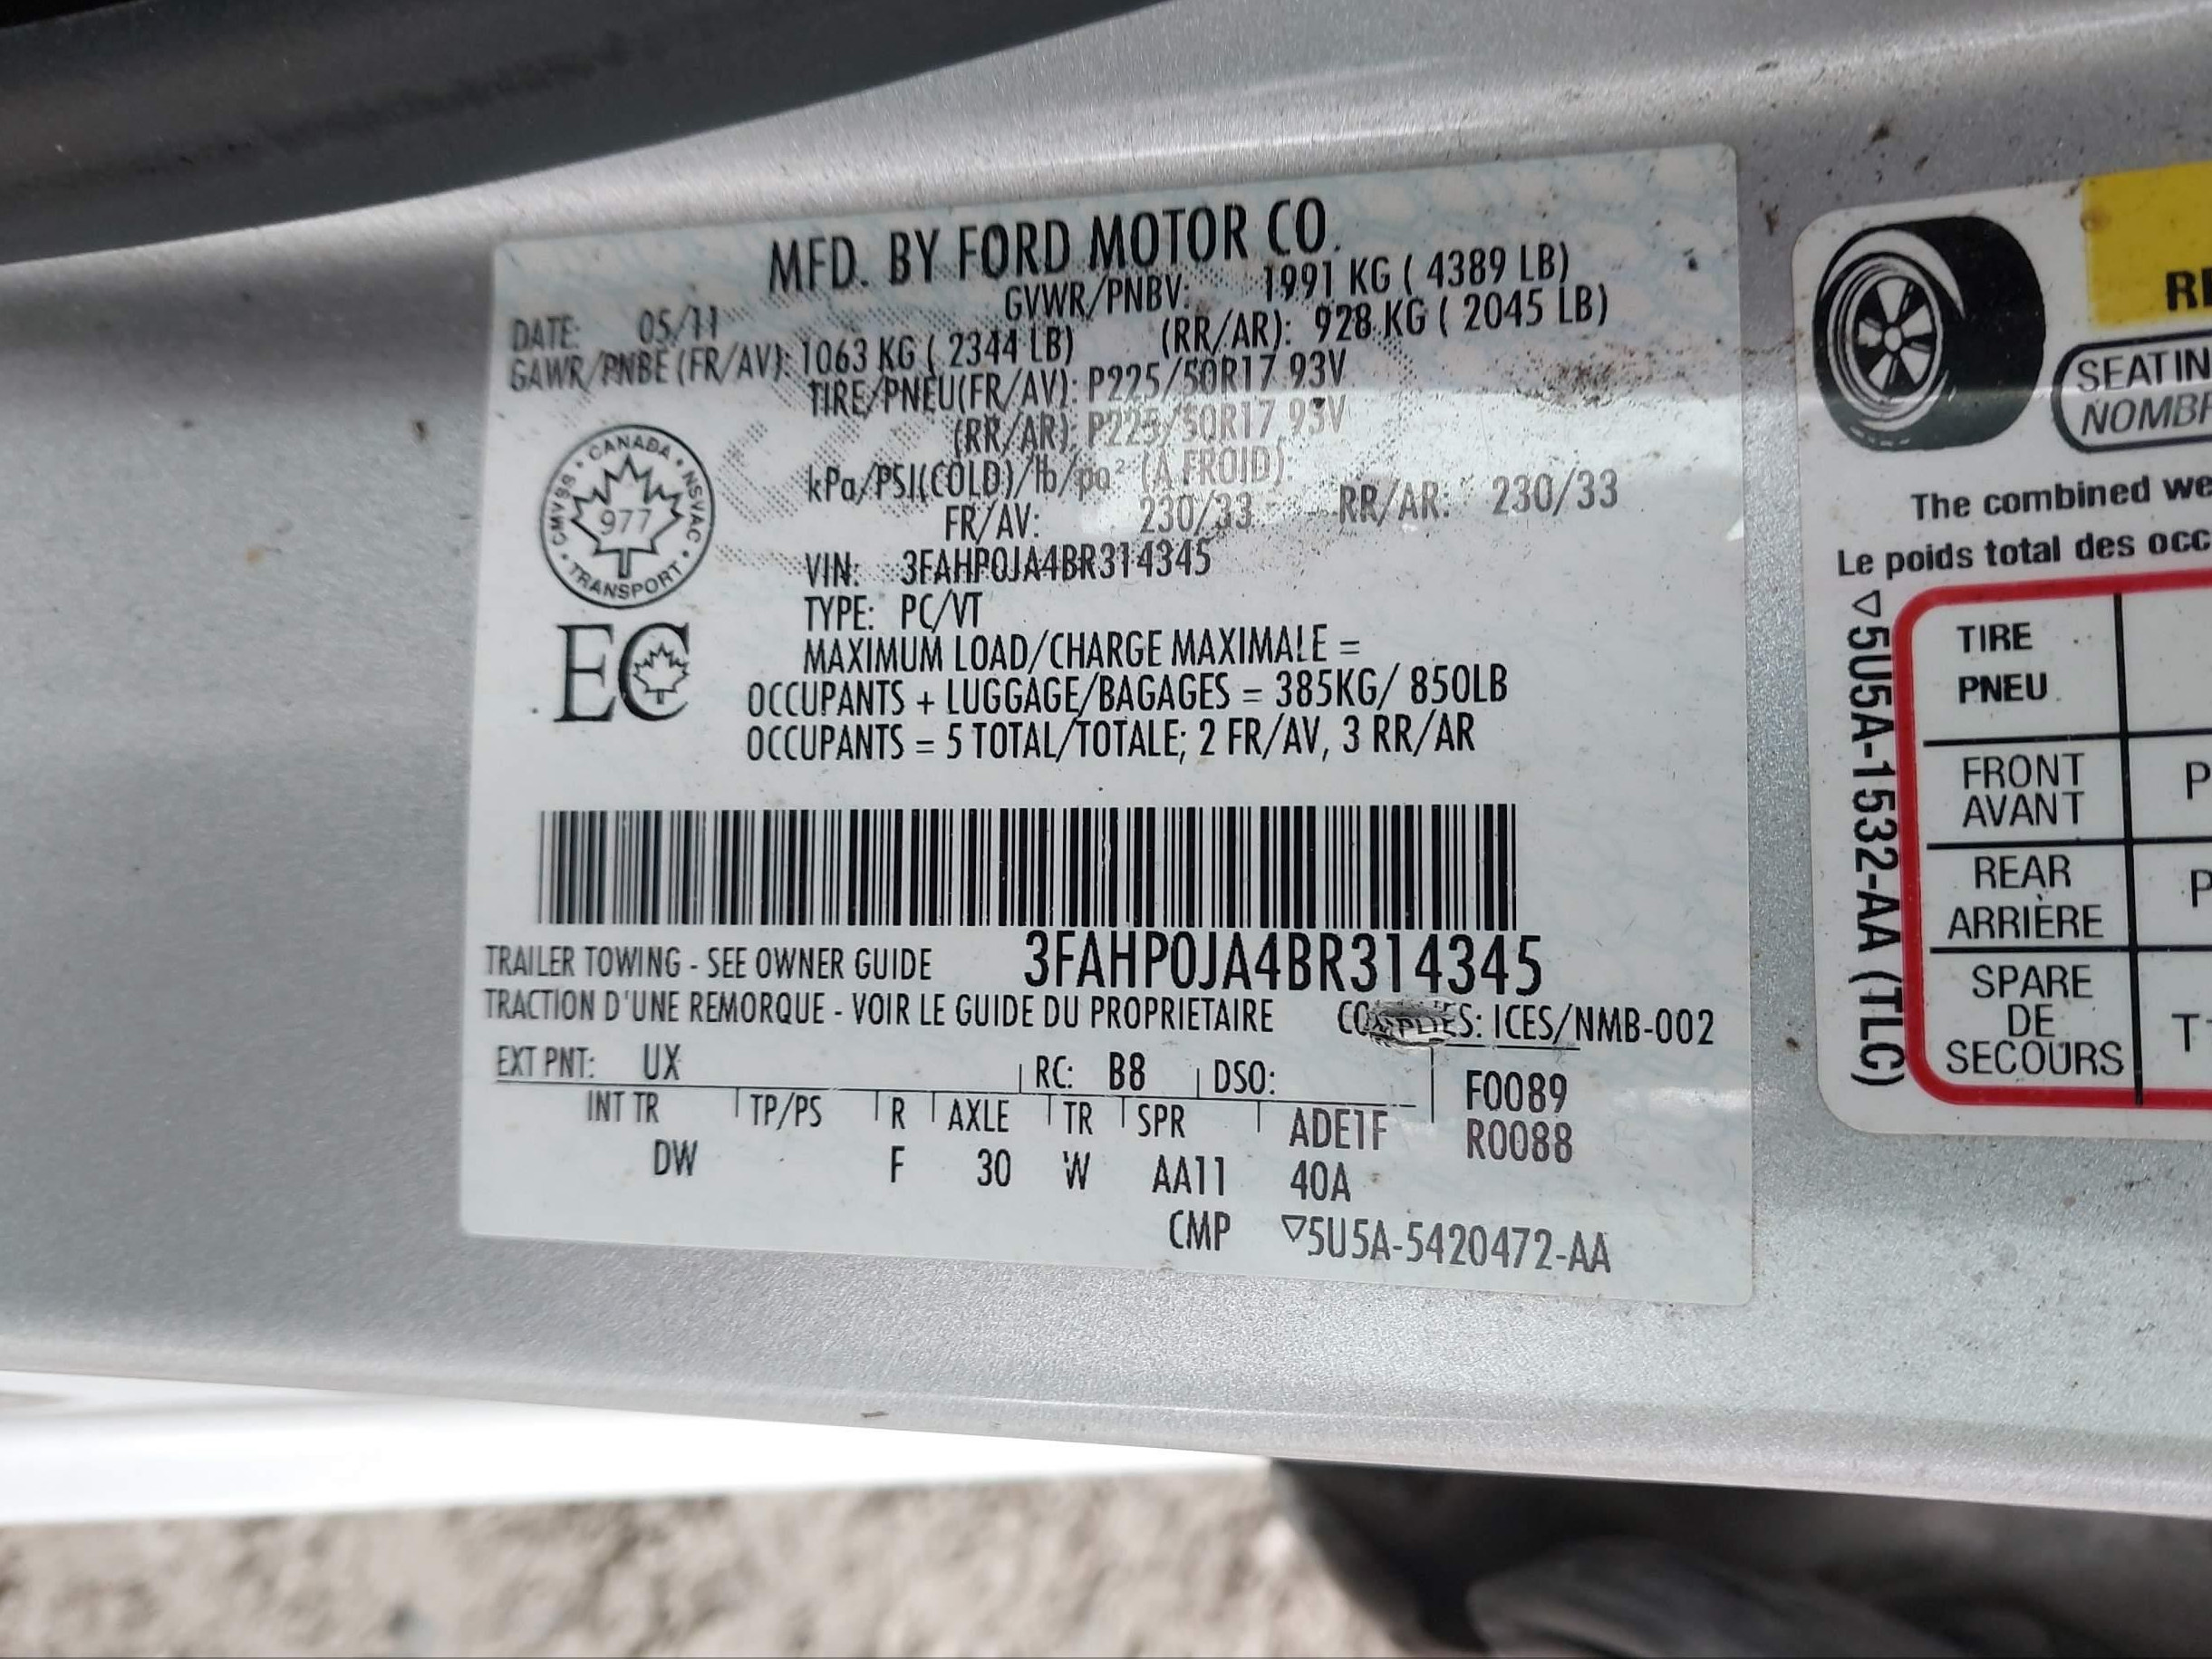 MFD. BY FORD MOTOR CO.
DATE: 05/11 GVWR/PNBV: 1991 KG ( 4389 LB)
GAWR/PNBE (FR/AV): 1063 KG ( 2344 LB) (RR/AR): 928 KG ( 2045 LB)
TIRE/PNEU(FR/AV): P225/50R17 93V
(RR/AR): P225/50R17 93V
kPa/PSI(COLD)/lb/po² (A FROID):
FR/AV: 230/33 RR/AR: 230/33
VIN: 3FAHP0JA4BR314345
TYPE: PC/VT
MAXIMUM LOAD/CHARGE MAXIMALE =
OCCUPANTS + LUGGAGE/BAGAGES = 385KG/ 850LB
OCCUPANTS = 5 TOTAL/TOTALE; 2 FR/AV, 3 RR/AR
CANADA • NSVAC • TRANSPORT • CMVSS
977
EC
TRAILER TOWING - SEE OWNER GUIDE 3FAHP0JA4BR314345
TRACTION D'UNE REMORQUE - VOIR LE GUIDE DU PROPRIETAIRE COMPLIES: ICES/NMB-002
EXT PNT: UX RC: B8 DSO: F0089
INT TR TP/PS R AXLE TR SPR ADE1F R0088
DW F 30 W AA11 40A
CMP ▽5U5A-5420472-AA
SEATIN
NOMBR
The combined we
Le poids total des occ
▽5U5A-1532-AA (TLC)
TIRE
PNEU
FRONT
AVANT
P
REAR
ARRIÈRE
P
SPARE
DE
SECOURS